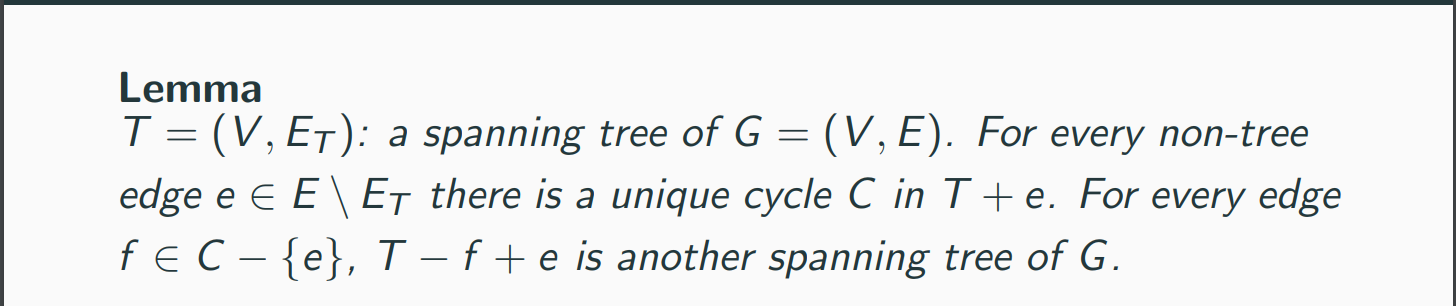 Lemma
T = (V, E_T): a spanning tree of G = (V, E). For every non-tree
edge e ∈ E \ E_T there is a unique cycle C in T + e. For every edge
f ∈ C − {e}, T − f + e is another spanning tree of G.